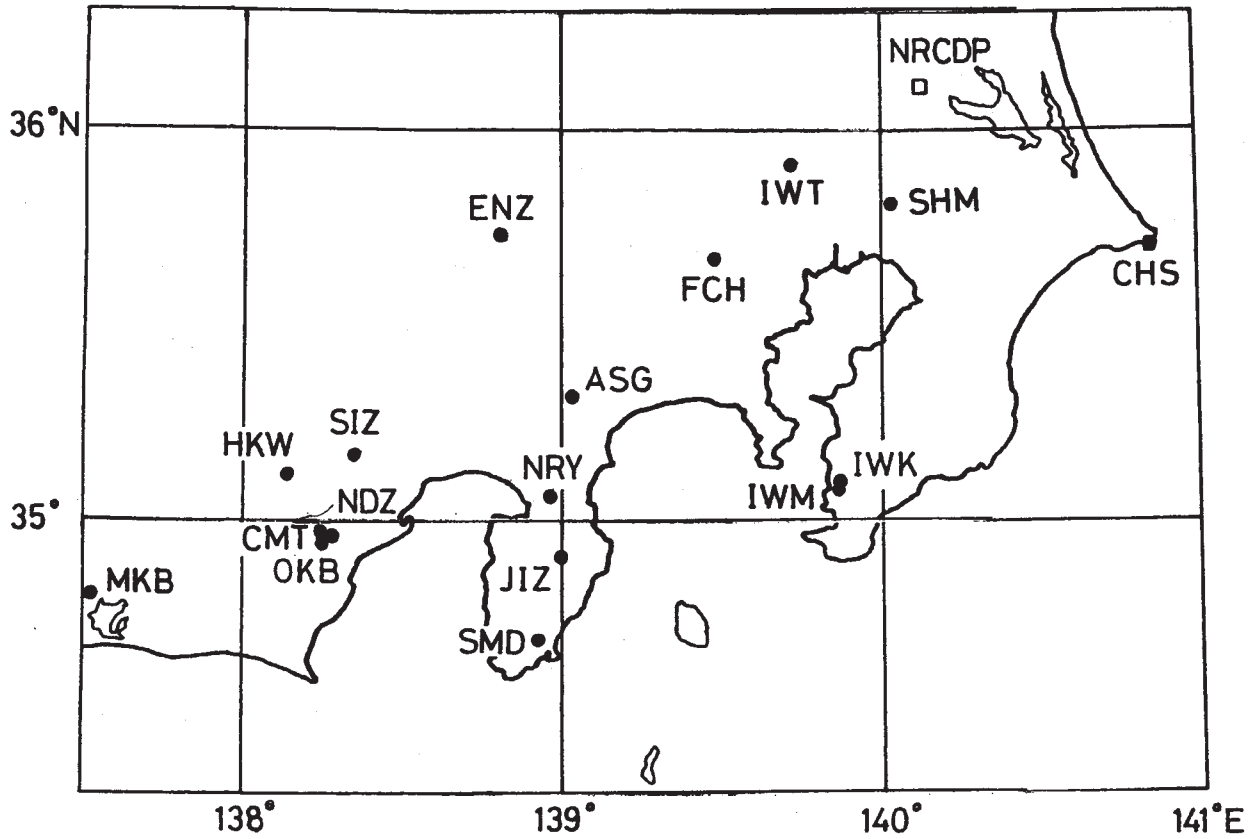 NRCDP
36°N
IWT
SHM
ENZ
FCH
CHS
ASG
SIZ
HKW
NRY
IWK
IWM
NDZ
35°
CMT
OKB
JIZ
MKB
SMD
138°
139°
140°
141°E